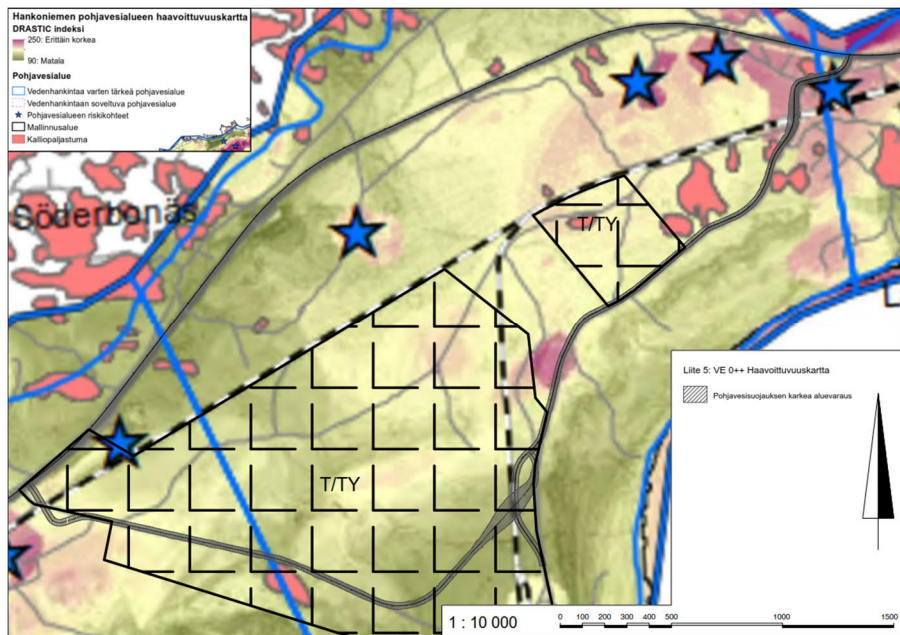 Hankoniemen pohjavesialueen haavoittuvuuskartta
DRASTIC indeksi
250: Erittäin korkea
90: Matala
Pohjavesialue
Vedenhankintaa varten tärkeä pohjavesialue
Vedenhankintaan soveltuva pohjavesialue
Pohjavesialueen riskikohteet
Mallinnusalue
Kalliopaljastuma
Söderbonäs
T/TY
T/TY
Liite 5: VE 0++ Haavoittuvuuskartta
Pohjavesisuojauksen karkea aluevaraus
1 : 10 000
0 100 200 300 400 500 1000 1500